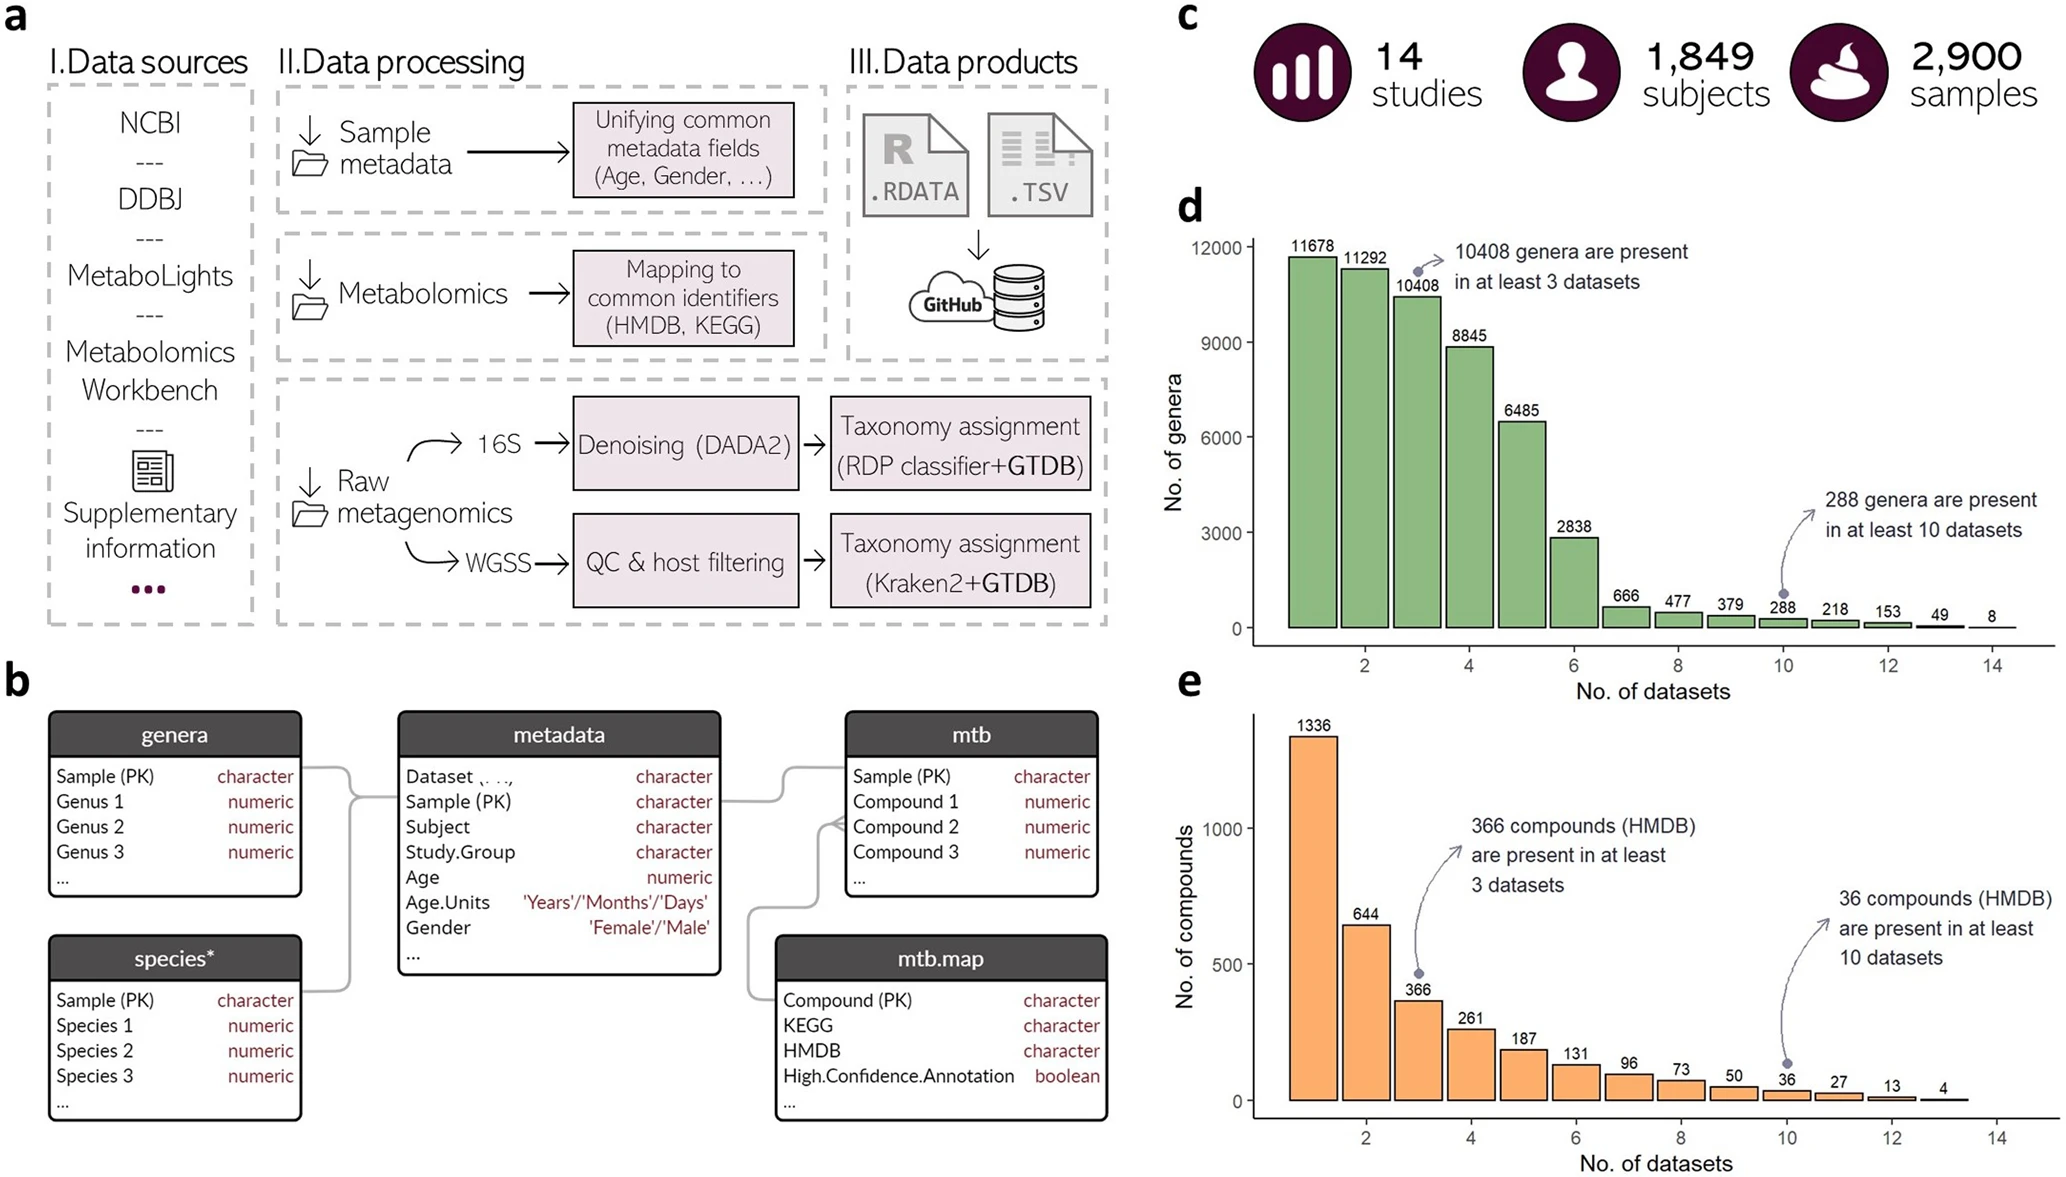 a
I.Data sources
NCBI
---
DDBJ
---
MetaboLights
---
Metabolomics
Workbench
---
Supplementary
information
...
II.Data processing
Sample
metadata
Unifying common
metadata fields
(Age, Gender, ...)
Metabolomics
Mapping to
common identifiers
(HMDB, KEGG)
III.Data products
R
.RDATA
.TSV
GitHub
Raw
metagenomics
16S
Denoising (DADA2)
Taxonomy assignment
(RDP classifier+GTDB)
WGSS
QC & host filtering
Taxonomy assignment
(Kraken2+GTDB)
b
genera
Sample (PK) character
Genus 1 numeric
Genus 2 numeric
Genus 3 numeric
...
species*
Sample (PK) character
Species 1 numeric
Species 2 numeric
Species 3 numeric
...
metadata
Dataset character
Sample (PK) character
Subject character
Study.Group character
Age numeric
Age.Units 'Years'/'Months'/'Days'
Gender 'Female'/'Male'
...
mtb
Sample (PK) character
Compound 1 numeric
Compound 2 numeric
Compound 3 numeric
...
mtb.map
Compound (PK) character
KEGG character
HMDB character
High.Confidence.Annotation boolean
...
c
14
studies
1,849
subjects
2,900
samples
d
No. of genera
12000
9000
6000
3000
0
11678
11292
10408
8845
6485
2838
666
477
379
288
218
153
49
8
10408 genera are present
in at least 3 datasets
288 genera are present
in at least 10 datasets
2 4 6 8 10 12 14
No. of datasets
e
No. of compounds
1000
500
0
1336
644
366
261
187
131
96
73
50
36
27
13
4
366 compounds (HMDB)
are present in at least
3 datasets
36 compounds (HMDB)
are present in at least
10 datasets
2 4 6 8 10 12 14
No. of datasets